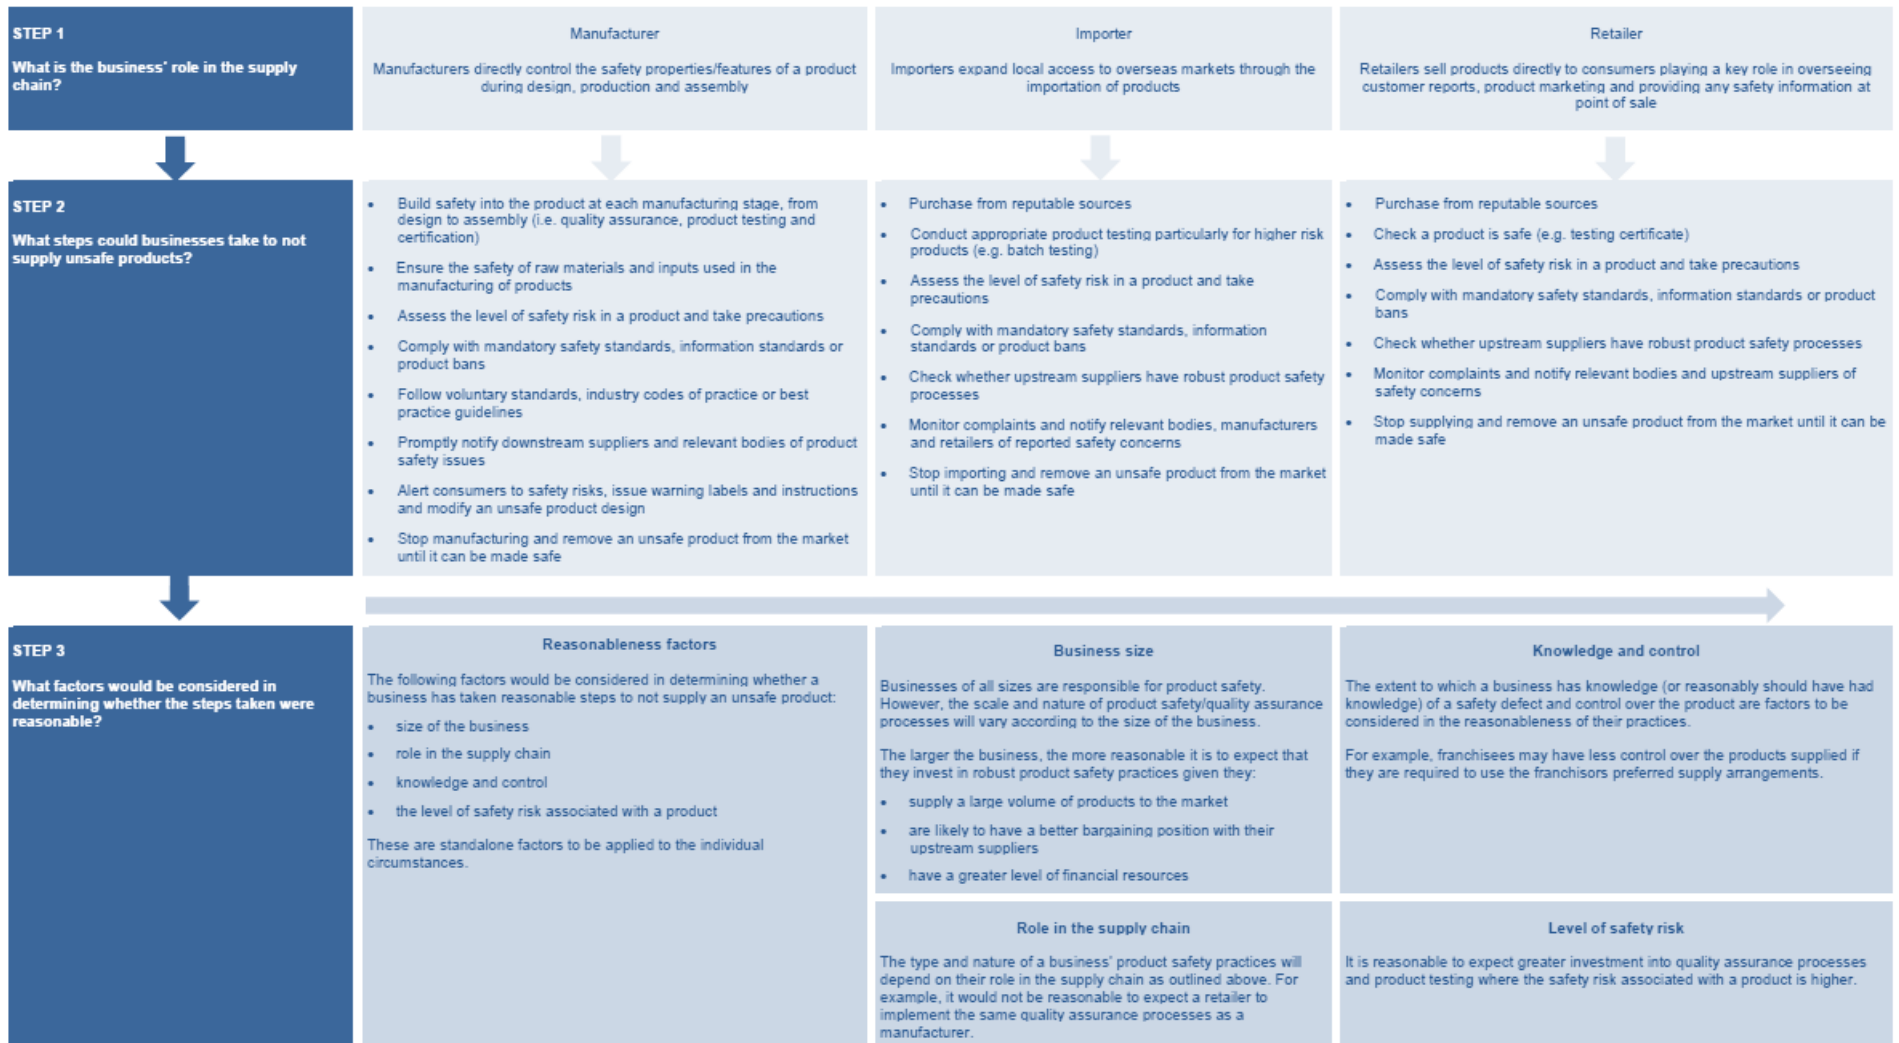 STEP 1
What is the business' role in the supply
chain?
Manufacturer
Manufacturers directly control the safety properties/features of a product
during design, production and assembly
Importer
Importers expand local access to overseas markets through the
importation of products
Retailer
Retailers sell products directly to consumers playing a key role in overseeing
customer reports, product marketing and providing any safety information at
point of sale
STEP 2
What steps could businesses take to not
supply unsafe products?
• Build safety into the product at each manufacturing stage, from
design to assembly (i.e. quality assurance, product testing and
certification)
• Ensure the safety of raw materials and inputs used in the
manufacturing of products
• Assess the level of safety risk in a product and take precautions
• Comply with mandatory safety standards, information standards or
product bans
• Follow voluntary standards, industry codes of practice or best
practice guidelines
• Promptly notify downstream suppliers and relevant bodies of product
safety issues
• Alert consumers to safety risks, issue warning labels and instructions
and modify an unsafe product design
• Stop manufacturing and remove an unsafe product from the market
until it can be made safe
• Purchase from reputable sources
• Conduct appropriate product testing particularly for higher risk
products (e.g. batch testing)
• Assess the level of safety risk in a product and take
precautions
• Comply with mandatory safety standards, information
standards or product bans
• Check whether upstream suppliers have robust product safety
processes
• Monitor complaints and notify relevant bodies, manufacturers
and retailers of reported safety concerns
• Stop importing and remove an unsafe product from the market
until it can be made safe
• Purchase from reputable sources
• Check a product is safe (e.g. testing certificate)
• Assess the level of safety risk in a product and take precautions
• Comply with mandatory safety standards, information standards or product
bans
• Check whether upstream suppliers have robust product safety processes
• Monitor complaints and notify relevant bodies and upstream suppliers of
safety concerns
• Stop supplying and remove an unsafe product from the market until it can be
made safe
STEP 3
What factors would be considered in
determining whether the steps taken were
reasonable?
Reasonableness factors
The following factors would be considered in determining whether a
business has taken reasonable steps to not supply an unsafe product:
• size of the business
• role in the supply chain
• knowledge and control
• the level of safety risk associated with a product
These are standalone factors to be applied to the individual
circumstances.
Business size
Businesses of all sizes are responsible for product safety.
However, the scale and nature of product safety/quality assurance
processes will vary according to the size of the business.
The larger the business, the more reasonable it is to expect that
they invest in robust product safety practices given they:
• supply a large volume of products to the market
• are likely to have a better bargaining position with their
upstream suppliers
• have a greater level of financial resources
Knowledge and control
The extent to which a business has knowledge (or reasonably should have had
knowledge) of a safety defect and control over the product are factors to be
considered in the reasonableness of their practices.
For example, franchisees may have less control over the products supplied if
they are required to use the franchisors preferred supply arrangements.
Role in the supply chain
The type and nature of a business' product safety practices will
depend on their role in the supply chain as outlined above. For
example, it would not be reasonable to expect a retailer to
implement the same quality assurance processes as a
manufacturer.
Level of safety risk
It is reasonable to expect greater investment into quality assurance processes
and product testing where the safety risk associated with a product is higher.